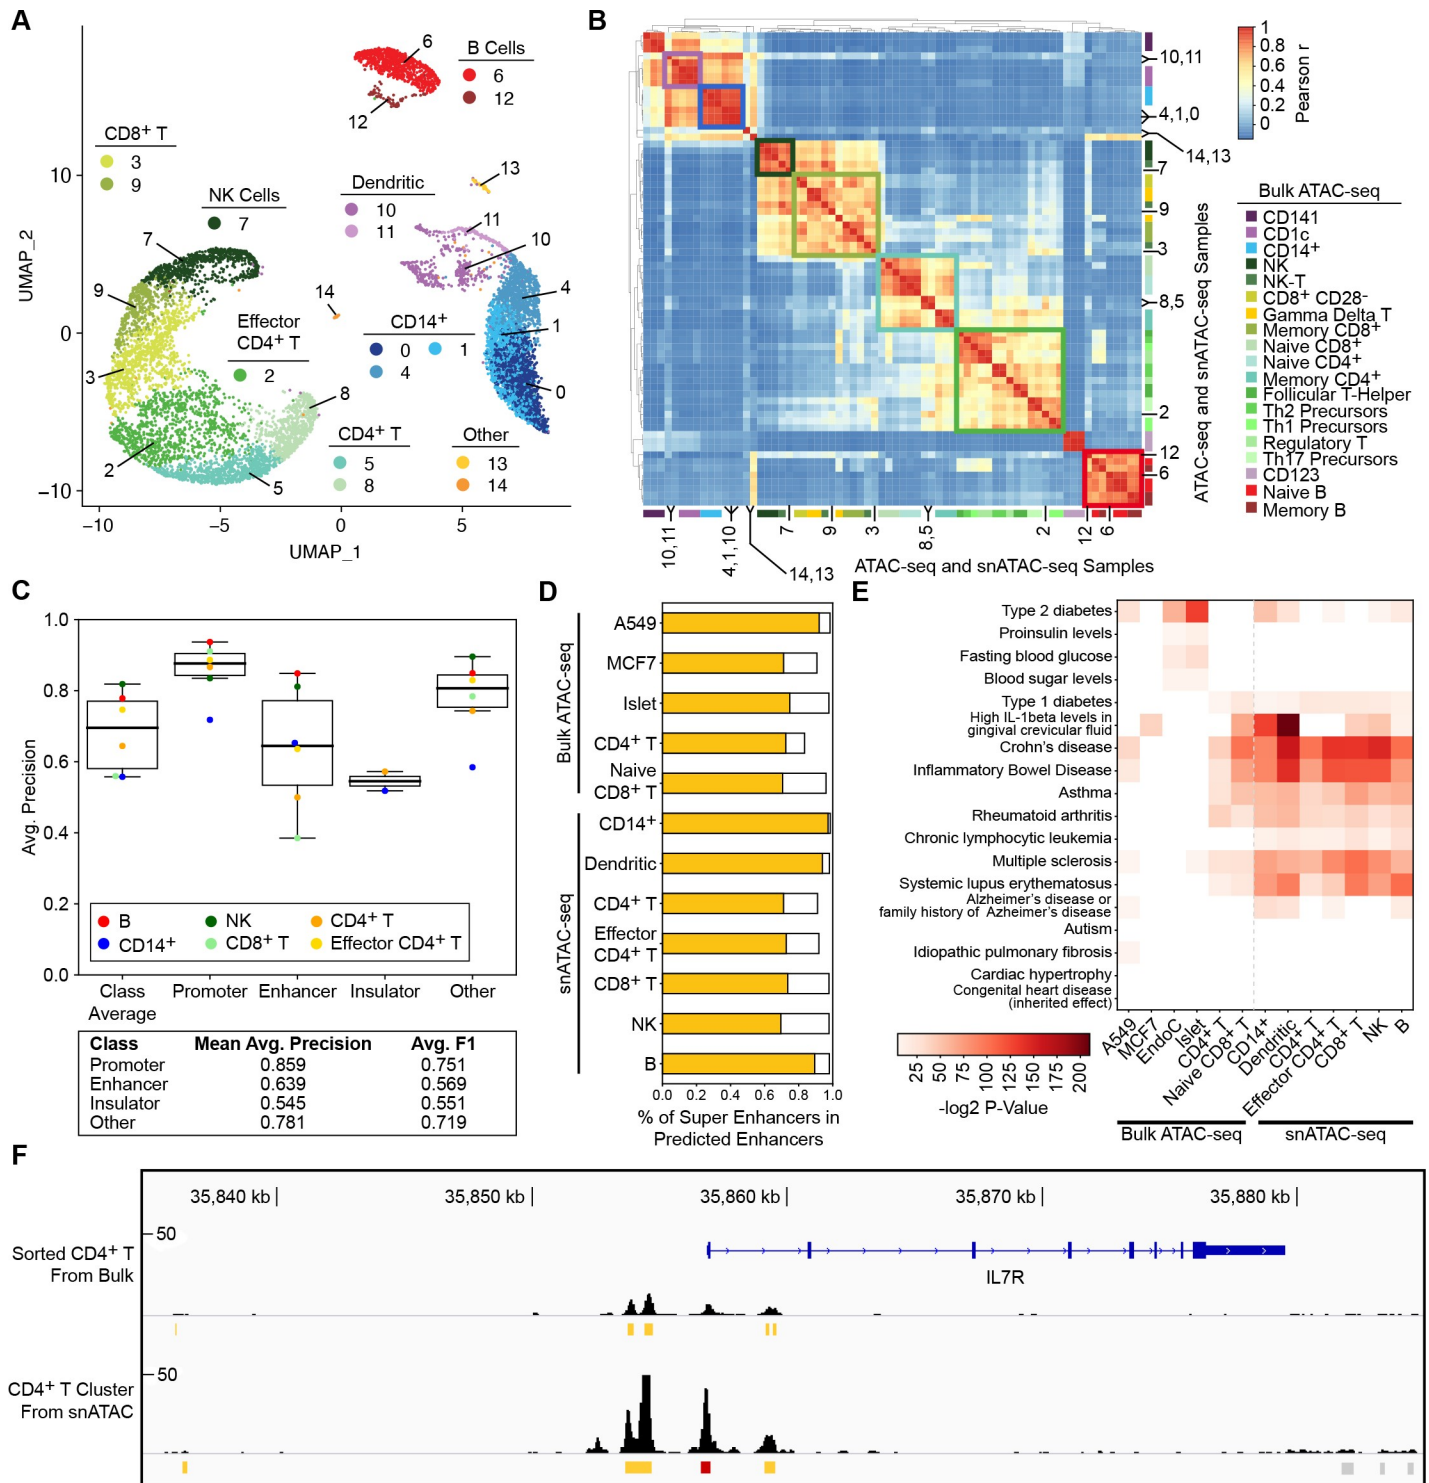 A
6
B Cells
6
12
12
CD8+ T
3
9
13
Dendritic
10
11
NK Cells
7
7
11
10
9
14
4
Effector
CD4+ T
2
CD14+
0
1
4
1
0
3
8
CD4+ T
5
8
Other
13
14
2
5
10
0
−10
UMAP_2
−10
−5
0
5
UMAP_1
B
1
0.8
0.6
0.4
0.2
0
Pearson r
10,11
4,1,0
14,13
7
9
3
8,5
2
12
6
ATAC-seq and snATAC-seq Samples
10,11
4,1,10
14,13
7
9
3
8,5
2
12
6
ATAC-seq and snATAC-seq Samples
Bulk ATAC-seq
CD141
CD1c
CD14+
NK
NK-T
CD8+ CD28-
Gamma Delta T
Memory CD8+
Naive CD8+
Naive CD4+
Memory CD4+
Follicular T-Helper
Th2 Precursors
Th1 Precursors
Regulatory T
Th17 Precursors
CD123
Naive B
Memory B
C
1.0
0.8
0.6
0.4
0.2
0.0
Avg. Precision
B
NK
CD4+ T
CD14+
CD8+ T
Effector CD4+ T
Class
Average
Promoter
Enhancer
Insulator
Other
Class Mean Avg. Precision Avg. F1
Promoter 0.859 0.751
Enhancer 0.639 0.569
Insulator 0.545 0.551
Other 0.781 0.719
D
Bulk ATAC-seq
A549
MCF7
Islet
CD4+ T
Naive
CD8+ T
snATAC-seq
CD14+
Dendritic
CD4+ T
Effector
CD4+ T
CD8+ T
NK
B
0.0 0.2 0.4 0.6 0.8 1.0
% of Super Enhancers in
Predicted Enhancers
E
Type 2 diabetes
Proinsulin levels
Fasting blood glucose
Blood sugar levels
Type 1 diabetes
High IL-1beta levels in
gingival crevicular fluid
Crohn's disease
Inflammatory Bowel Disease
Asthma
Rheumatoid arthritis
Chronic lymphocytic leukemia
Multiple sclerosis
Systemic lupus erythematosus
Alzheimer's disease or
family history of Azheimer's disease
Autism
Idiopathic pulmonary fibrosis
Cardiac hypertrophy
Congenital heart disease
(inherited effect)
A549
MCF7
EndoC
Islet
CD4+ T
Naive CD8+ T
CD14+
Dendritic
CD4+ T
Effector CD4+ T
CD8+ T
NK
B
Bulk ATAC-seq
snATAC-seq
25
50
75
100
125
150
175
200
-log2 P-Value
F
35,840 kb
35,850 kb
35,860 kb
35,870 kb
35,880 kb
50
Sorted CD4+ T
From Bulk
IL7R
50
CD4+ T Cluster
From snATAC